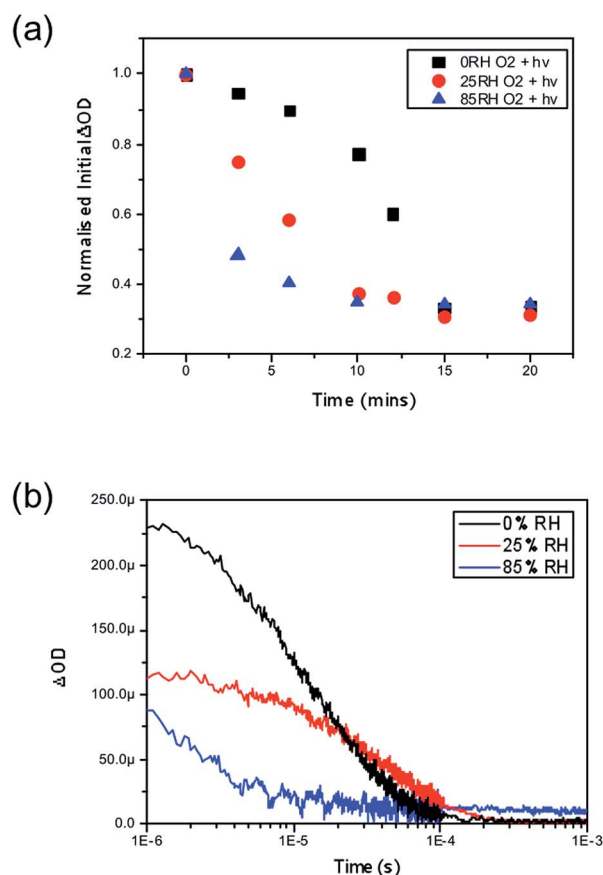 (a)
0RH O2 + hv
25RH O2 + hv
85RH O2 + hv
1.0
0.8
0.6
0.4
0.2
Normalised Initial ΔOD
0 5 10 15 20
Time (mins)
(b)
0% RH
25% RH
85% RH
250.0μ
200.0μ
150.0μ
100.0μ
50.0μ
0.0
ΔOD
1E-6 1E-5 1E-4 1E-3
Time (s)